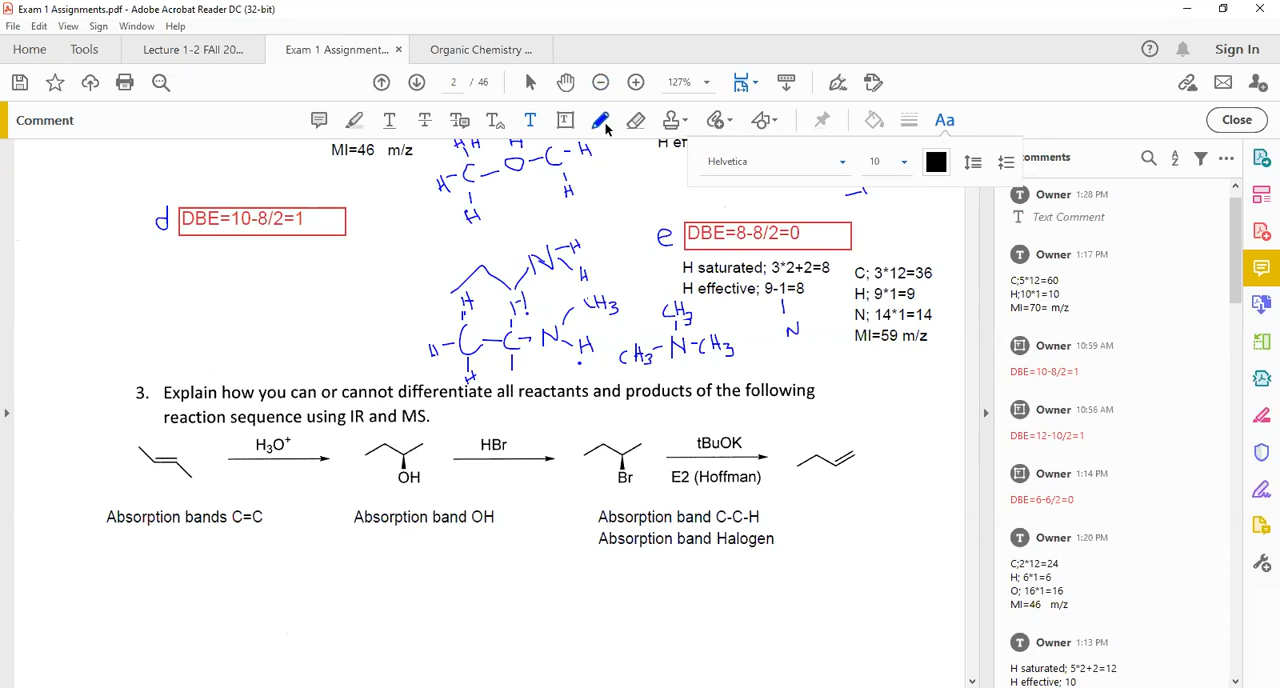 Exam 1 Assignments.pdf - Adobe Acrobat Reader DC (32-bit)
File Edit View Sign Window Help
Home Tools Lecture 1-2 FAll 20... Exam 1 Assignment... × Organic Chemistry ... Sign In
2 / 46 127%
Comment Close
Helvetica 10
omments
MI=46 m/z
H ef
H H H
C - O - C - H
H H
H
d DBE=10-8/2=1
e DBE=8-8/2=0
H saturated; 3*2+2=8
H effective; 9-1=8
N
C; 3*12=36
H; 9*1=9
N; 14*1=14
MI=59 m/z
N-H
H
H H CH3
H-C-C-N-H
H
CH3
CH3-N-CH3
3. Explain how you can or cannot differentiate all reactants and products of the following
reaction sequence using IR and MS.
H3O+ HBr tBuOK
OH Br E2 (Hoffman)
Absorption bands C=C Absorption band OH Absorption band C-C-H
Absorption band Halogen
Owner 1:28 PM
Text Comment
Owner 1:17 PM
C;5*12=60
H;10*1=10
MI=70= m/z
Owner 10:59 AM
DBE=10-8/2=1
Owner 10:56 AM
DBE=12-10/2=1
Owner 1:14 PM
DBE=6-6/2=0
Owner 1:20 PM
C;2*12=24
H; 6*1=6
O; 16*1=16
MI=46 m/z
Owner 1:13 PM
H saturated; 5*2+2=12
H effective; 10